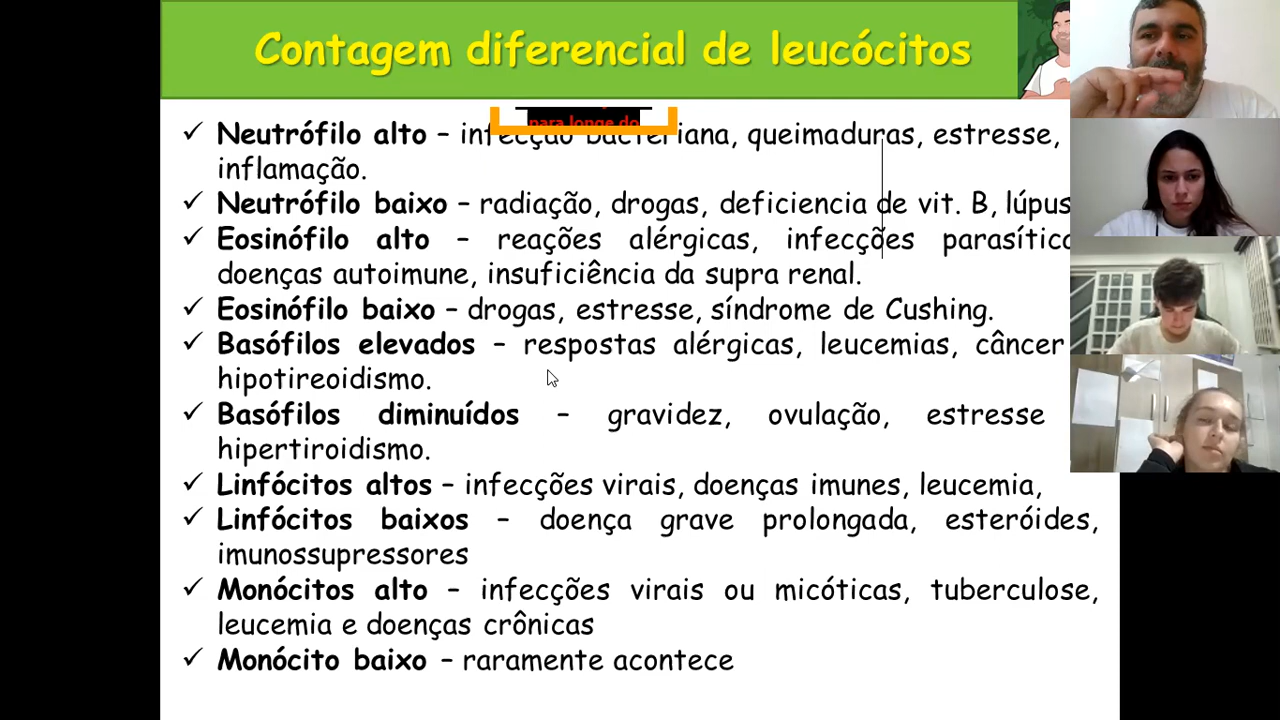 Contagem diferencial de leucócitos
para longe do
✓ Neutrófilo alto – infecção bacteriana, queimaduras, estresse,
inflamação.
✓ Neutrófilo baixo – radiação, drogas, deficiencia de vit. B, lúpus
✓ Eosinófilo alto – reações alérgicas, infecções
doenças autoimune, insuficiência da supra renal.
✓ Eosinófilo baixo – drogas, estresse, síndrome de Cushing.
✓ Basófilos elevados – respostas alérgicas, leucemias, câncer
hipotireoidismo.
✓ Basófilos diminuídos – gravidez, ovulação, estresse
hipertiroidismo.
✓ Linfócitos altos – infecções virais, doenças imunes, leucemia,
✓ Linfócitos baixos – doença grave prolongada, esteróides,
imunossupressores
✓ Monócitos alto – infecções virais ou micóticas, tuberculose,
leucemia e doenças crônicas
✓ Monócito baixo – raramente acontece